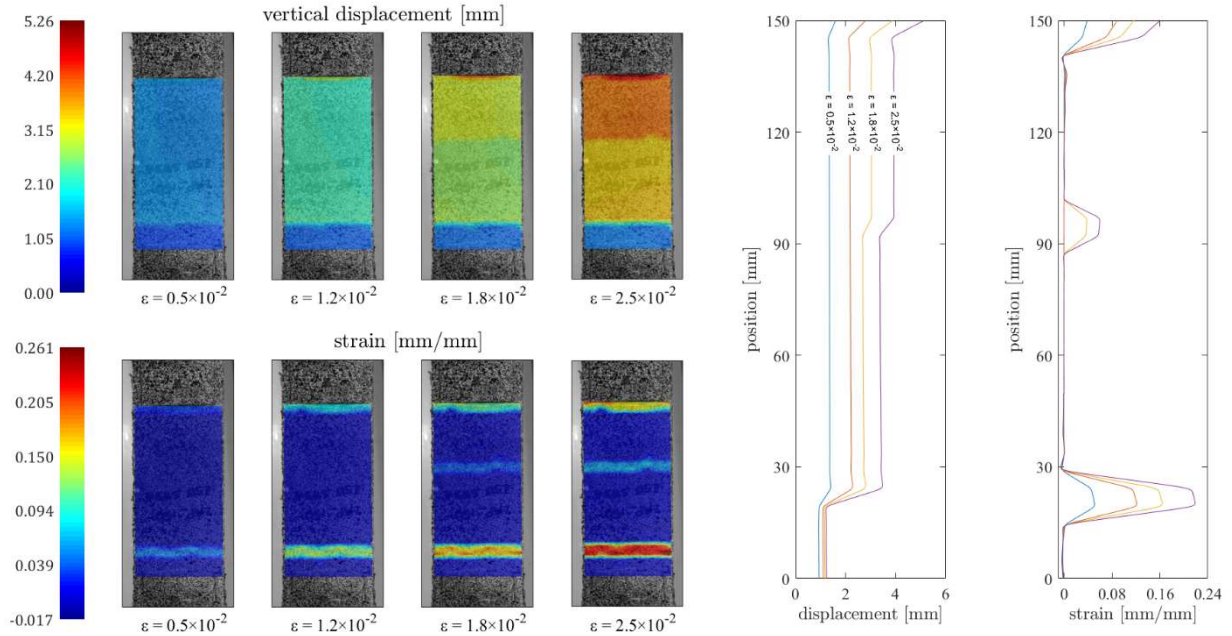 vertical displacement [mm]
5.26
4.20
3.15
2.10
1.05
0.00
ε = 0.5×10⁻²
ε = 1.2×10⁻²
ε = 1.8×10⁻²
ε = 2.5×10⁻²
strain [mm/mm]
0.261
0.205
0.150
0.094
0.039
-0.017
ε = 0.5×10⁻²
ε = 1.2×10⁻²
ε = 1.8×10⁻²
ε = 2.5×10⁻²
position [mm]
150
120
90
60
30
0
ε = 0.5×10⁻²
ε = 1.2×10⁻²
ε = 1.8×10⁻²
ε = 2.5×10⁻²
0 2 4 6
displacement [mm]
position [mm]
150
120
90
60
30
0
0 0.08 0.16 0.24
strain [mm/mm]